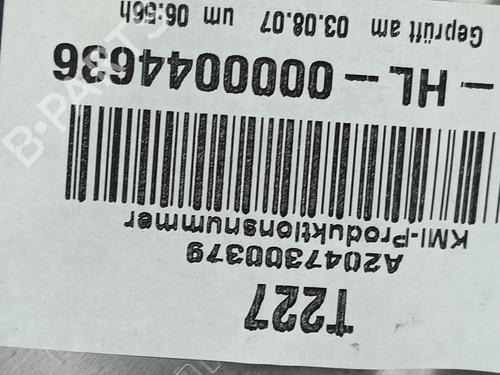 T227
A2047300379
KMI-Produktionsnummer
– HL – 0000044636
Geprüft am 03.08.07 um 06:56h
B-PARTS